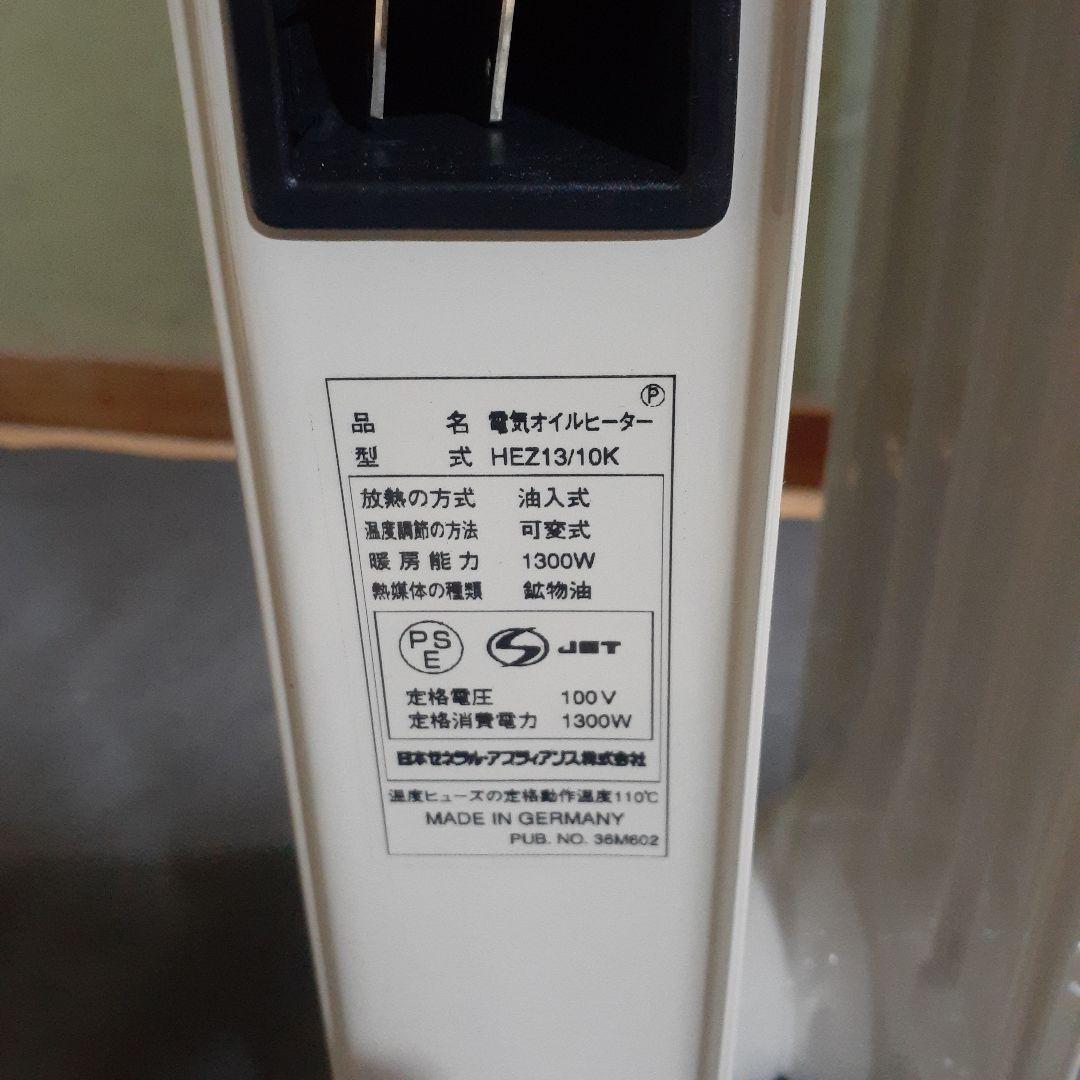 P
品 名 電気オイルヒーター
型 式 HEZ13/10K
放熱の方式 油入式
温度調節の方法 可変式
暖房能力 1300W
熱媒体の種類 鉱物油
PS E JET
定格電圧 100V
定格消費電力 1300W
日本ゼネラル・アプライアンス株式会社
温度ヒューズの定格動作温度110℃
MADE IN GERMANY
PUB. NO. 36M602